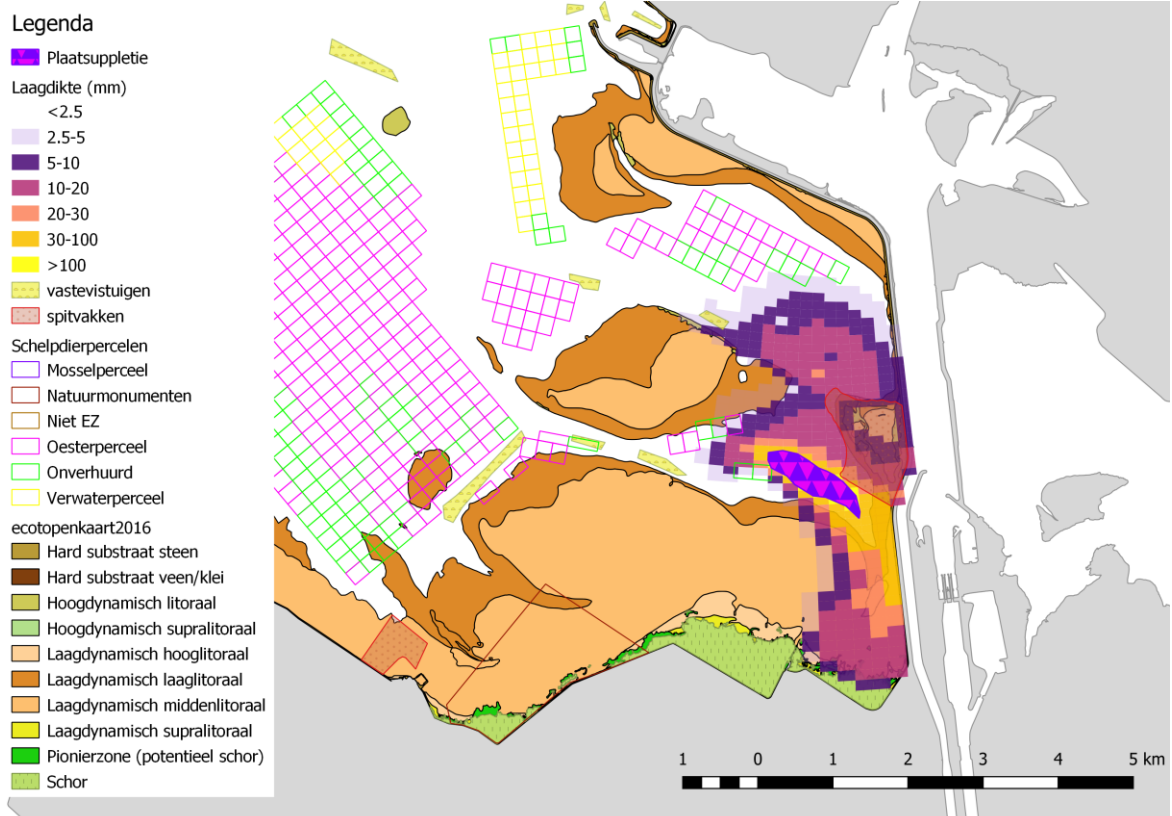 Legenda
Plaatsuppletie
Laagdikte (mm)
<2.5
2.5-5
5-10
10-20
20-30
30-100
>100
vastevistuigen
spitvakken
Schelpdierpercelen
Mosselperceel
Natuurmonumenten
Niet EZ
Oesterperceel
Onverhuurd
Verwaterperceel
ecotopenkaart2016
Hard substraat steen
Hard substraat veen/klei
Hoogdynamisch litoraal
Hoogdynamisch supralitoraal
Laagdynamisch hooglitoraal
Laagdynamisch laaglitoraal
Laagdynamisch middenlitoraal
Laagdynamisch supralitoraal
Pionierzone (potentieel schor)
Schor
1 0 1 2 3 4 5 km